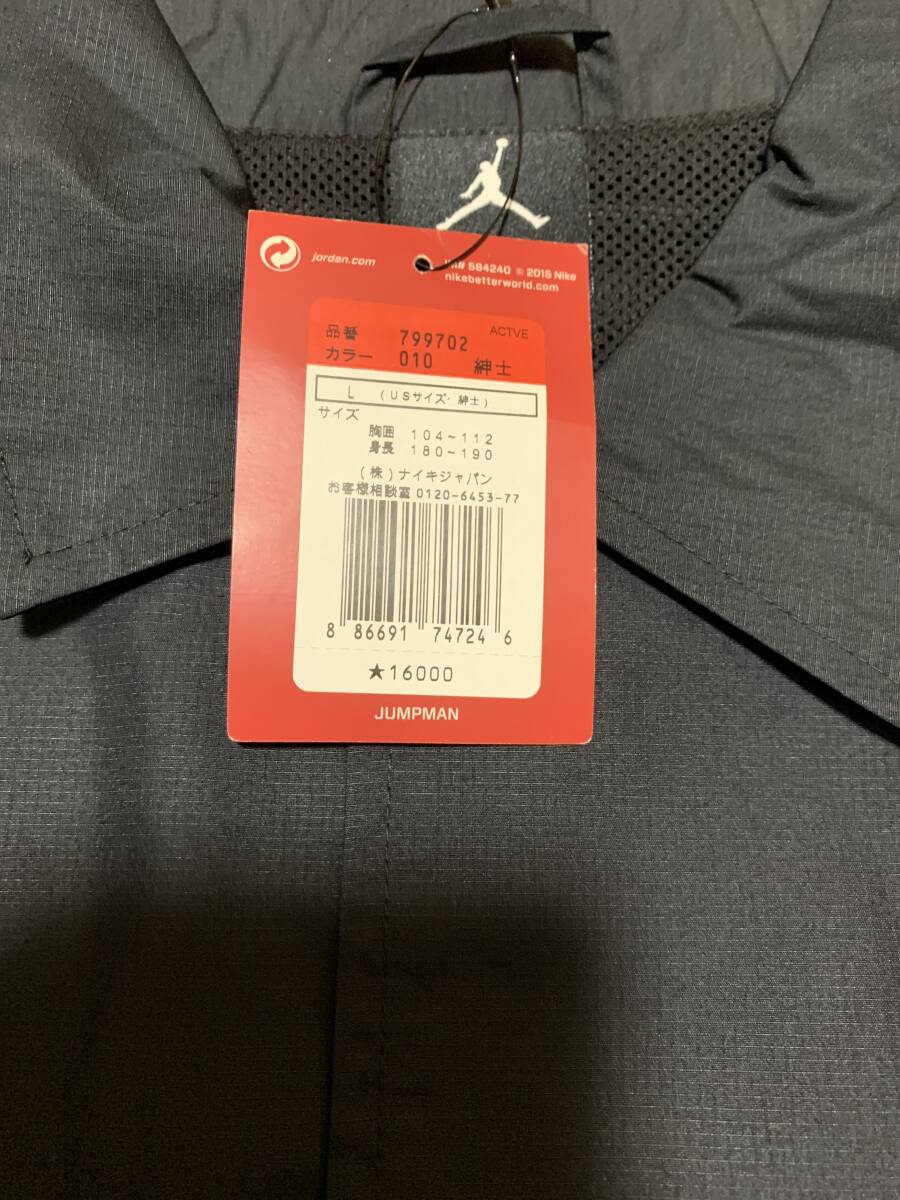 jordan.com
584240 © 2015 Nike
nikebetterworld.com
ACTVE
品番 799702
カラー 010 紳士
L (USサイズ・紳士)
サイズ
胸囲 104~112
身長 180~190
(株)ナイキジャパン
お客様相談室 0120-6453-77
8 86691 74724 6
★16000
JUMPMAN